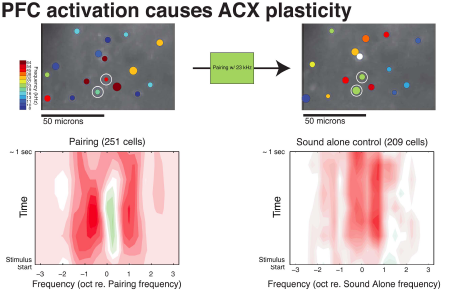 PFC activation causes ACX plasticity
Frequency (kHz)
Pairing w/ 23 kHz
50 microns
50 microns
Pairing (251 cells)
Sound alone control (209 cells)
~ 1 sec
Time
Stimulus
Start
−3 −2 −1 0 1 2 3
Frequency (oct re. Pairing frequency)
~ 1 sec
Time
Stimulus
Start
−3 −2 −1 0 1 2 3
Frequency (oct re. Sound Alone frequency)